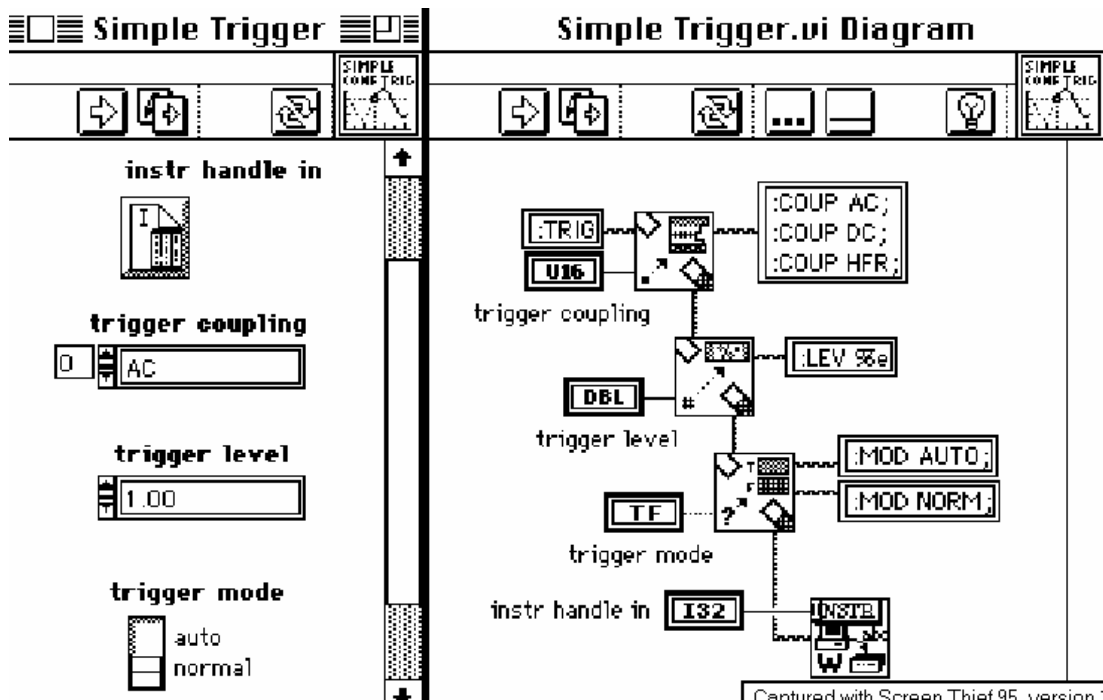 Simple Trigger
SIMPLE
COMF TRIG
instr handle in
I
trigger coupling
0
AC
trigger level
1.00
trigger mode
auto
normal
Simple Trigger.vi Diagram
SIMPLE
COMF TRIG
...
:TRIG
:COUP AC;
:COUP DC;
:COUP HFR;
U16
trigger coupling
:LEV %e
DBL
#
trigger level
T
F
:MOD AUTO;
:MOD NORM;
TF
?
trigger mode
instr handle in
I32
INSTR
abc
W
Captured with Screen Thief 95, version